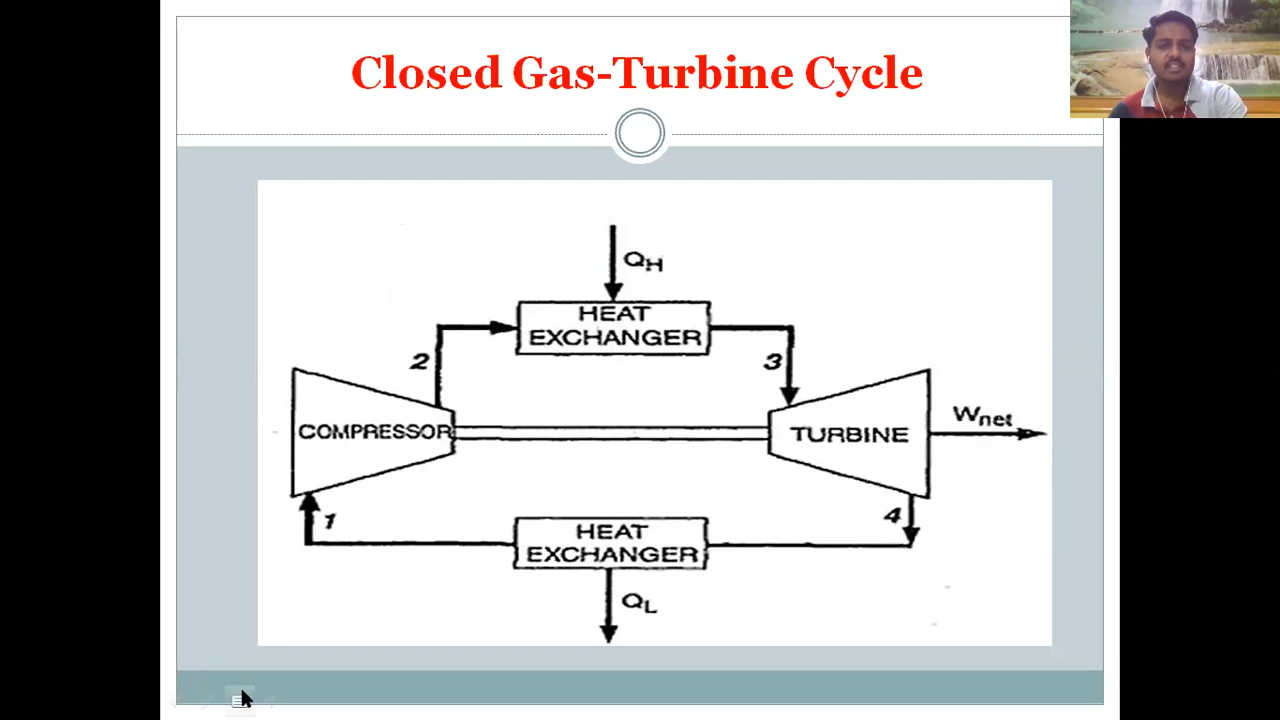 Closed Gas-Turbine Cycle
QH
HEAT
EXCHANGER
2
3
COMPRESSOR
TURBINE
Wnet
1
4
HEAT
EXCHANGER
QL